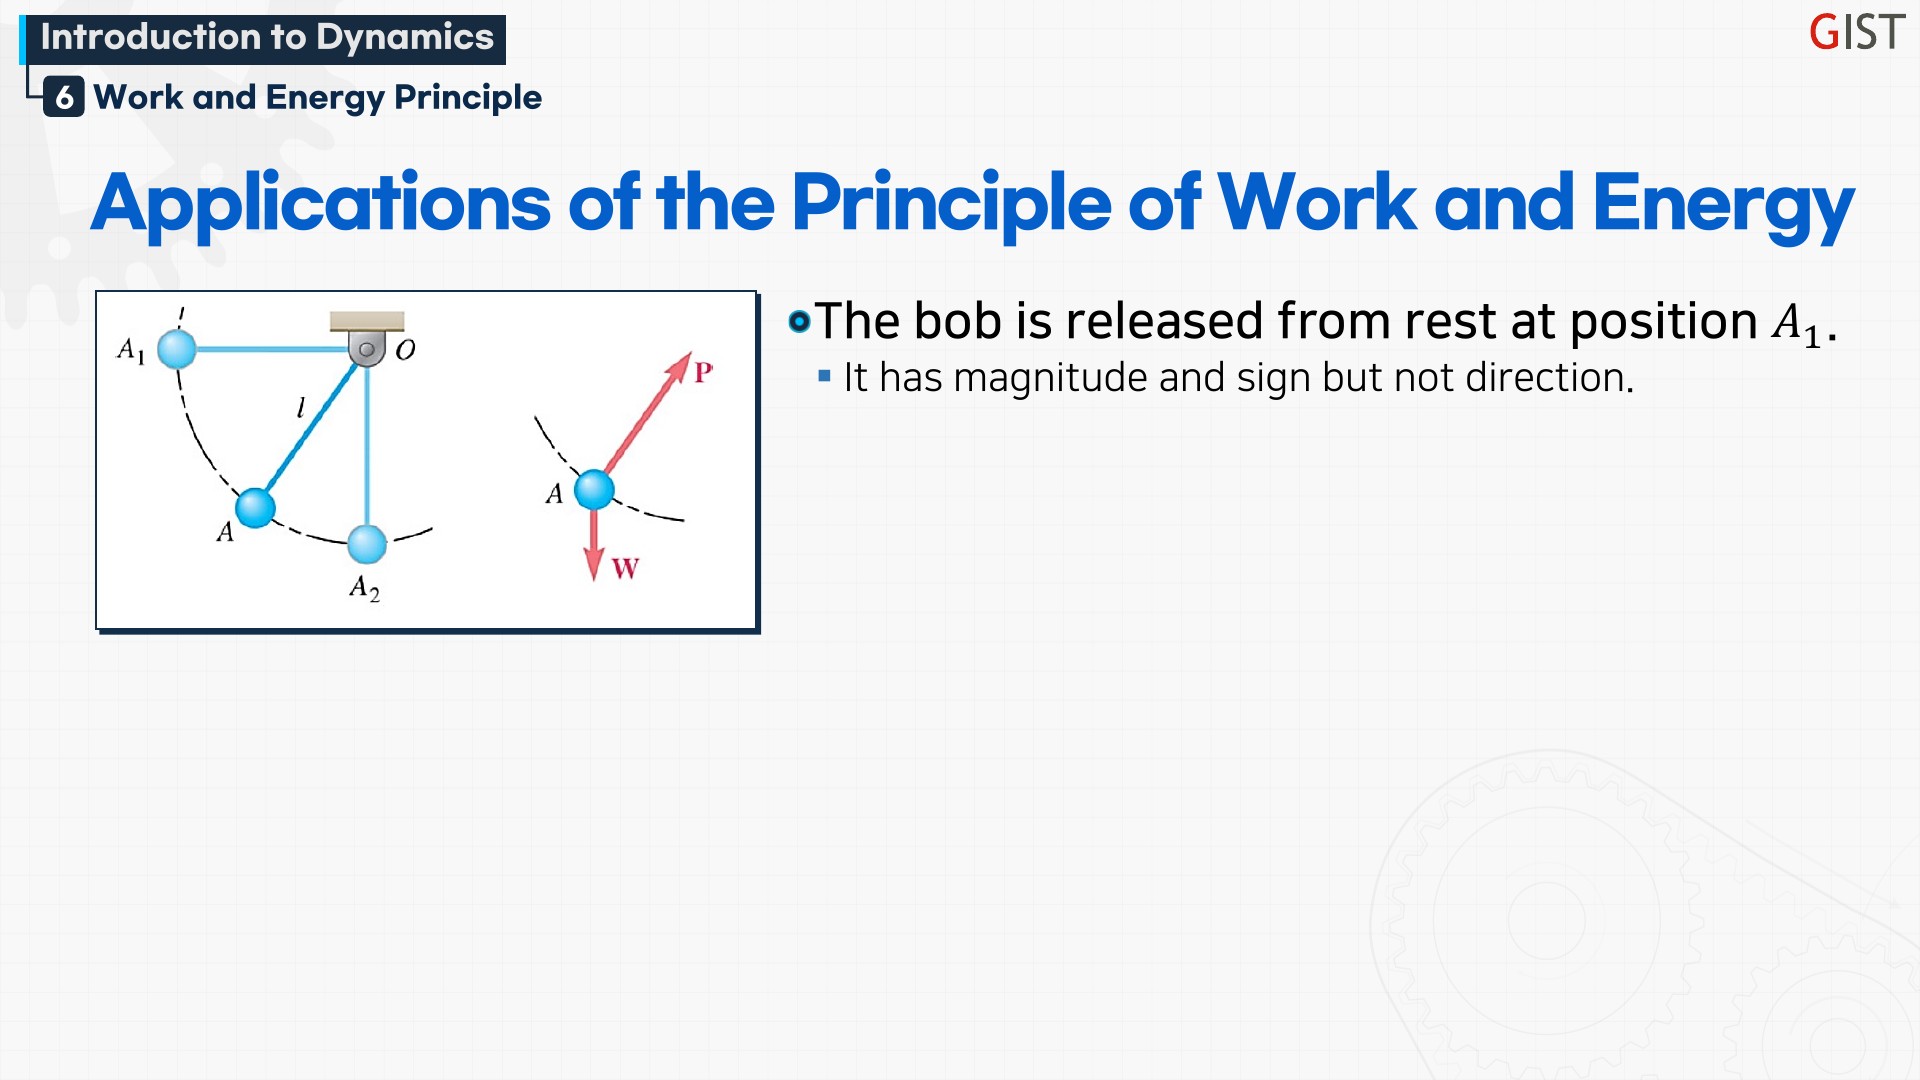 Introduction to Dynamics
GIST
6 Work and Energy Principle
Applications of the Principle of Work and Energy
A₁
O
l
A
A₂
P
A
W
The bob is released from rest at position A₁.
It has magnitude and sign but not direction.